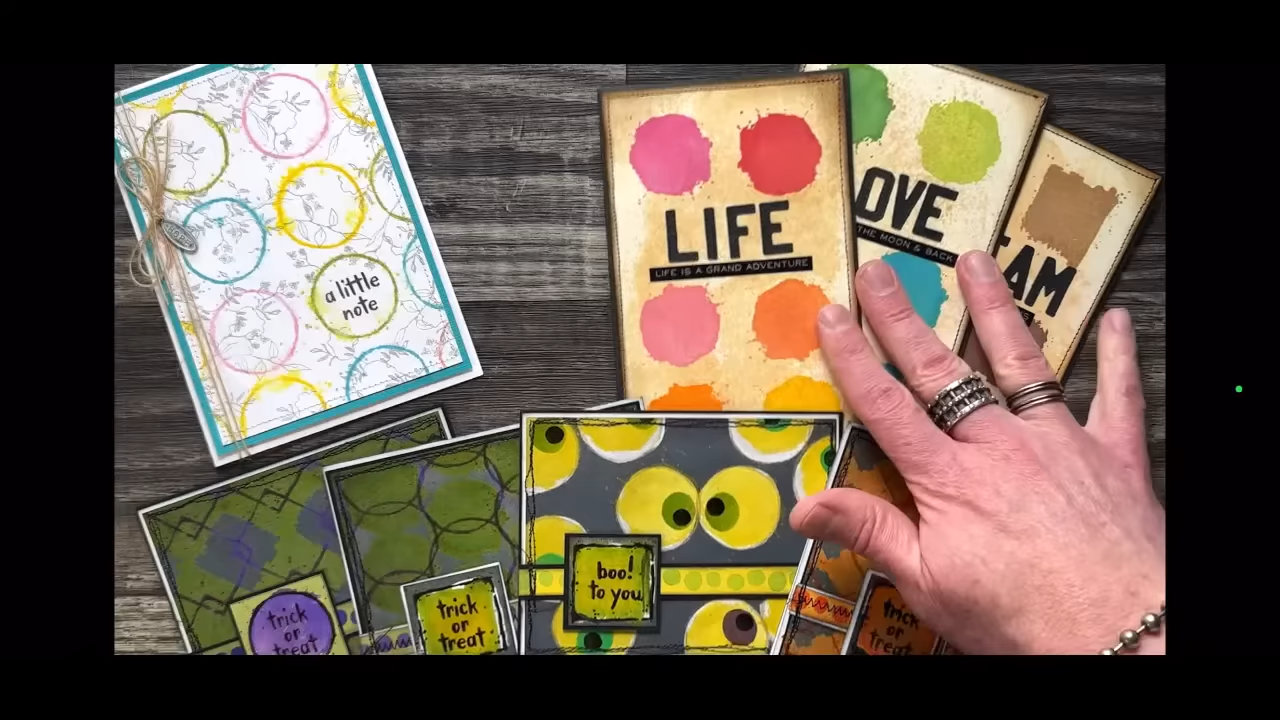 a little
note
LIFE
LIFE IS A GRAND ADVENTURE
OVE
THE MOON & BACK
AM
trick
or
treat
trick
or
treat
boo!
to you
trick
or
treat